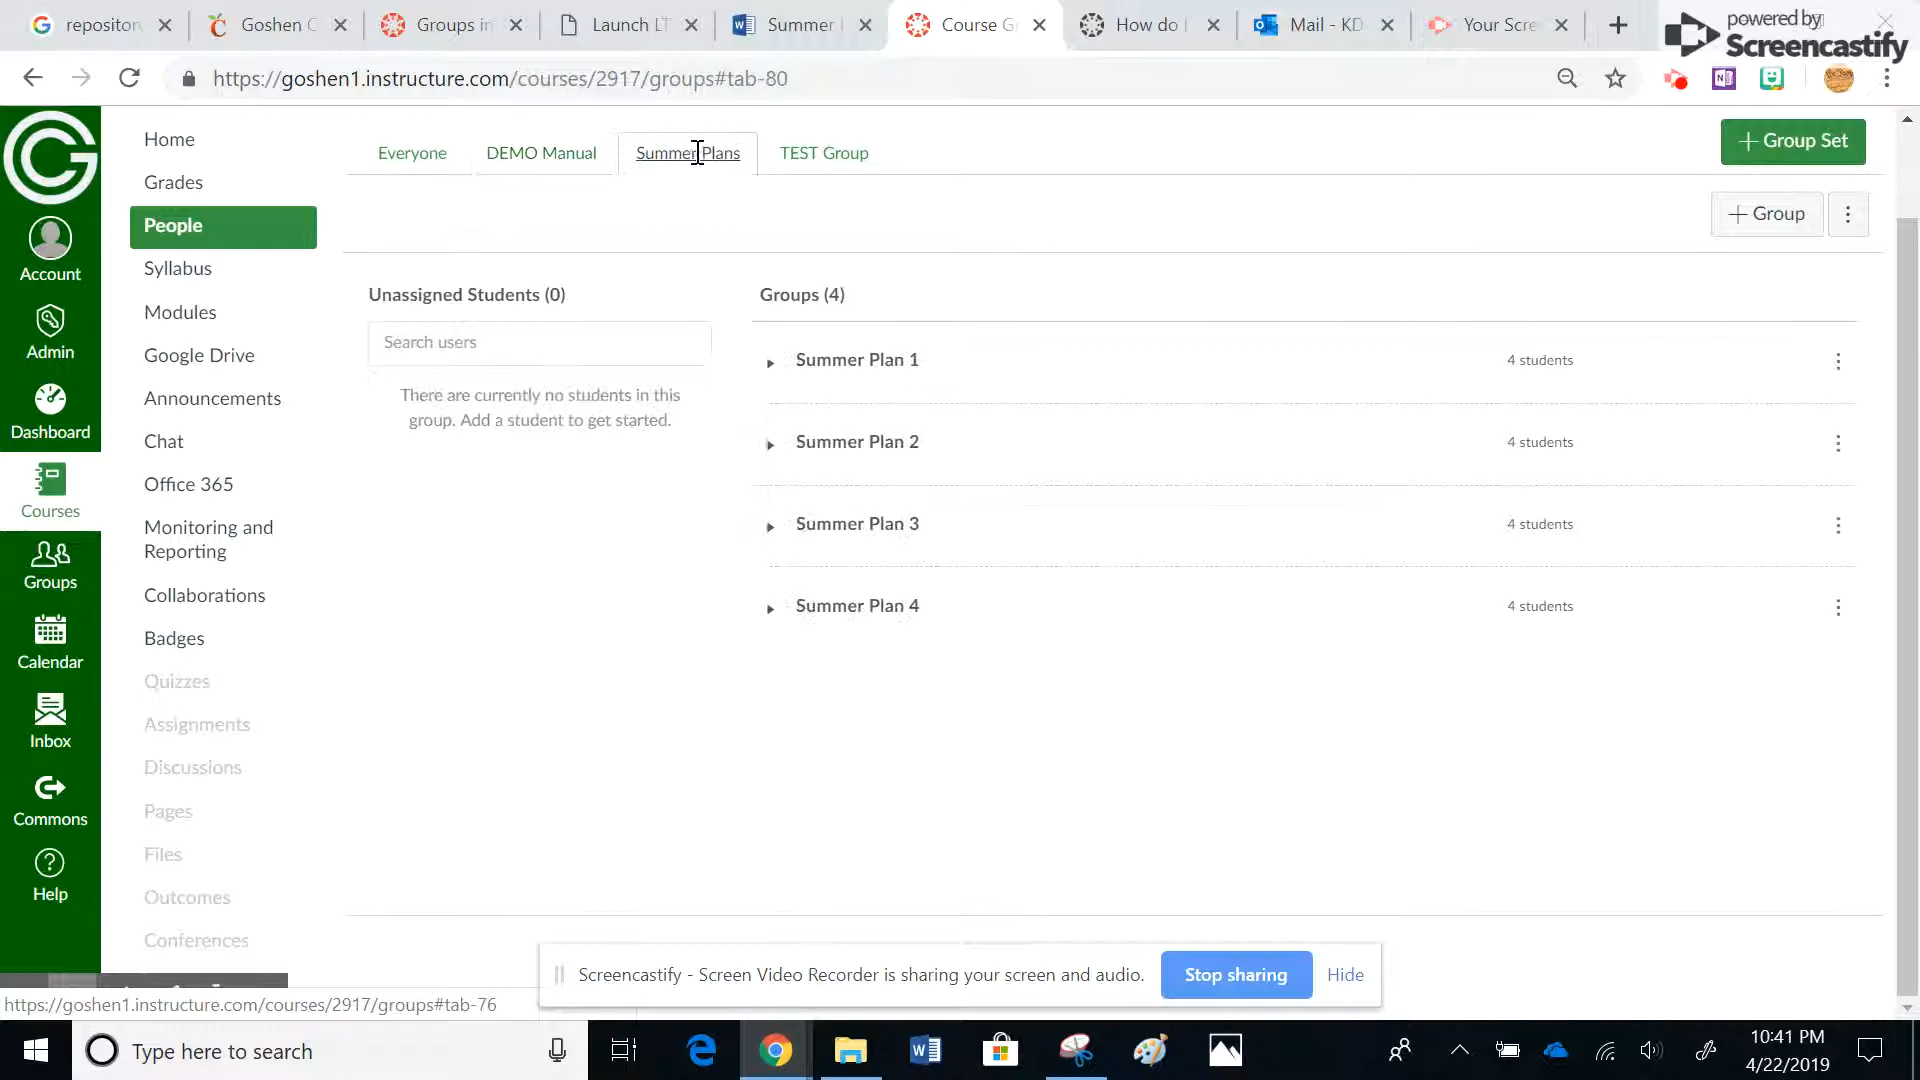 repositor
Goshen C
Groups in
Launch LT
Summer
Course G
How do
Mail - KD
Your Scre
powered by
Screencastify
https://goshen1.instructure.com/courses/2917/groups#tab-80
Home
Grades
People
Syllabus
Modules
Google Drive
Announcements
Chat
Office 365
Monitoring and
Reporting
Collaborations
Badges
Quizzes
Assignments
Discussions
Pages
Files
Outcomes
Conferences
Account
Admin
Dashboard
Courses
Groups
Calendar
Inbox
Commons
Help
Everyone
DEMO Manual
Summer Plans
TEST Group
+ Group Set
+ Group
Unassigned Students (0)
Search users
There are currently no students in this
group. Add a student to get started.
Groups (4)
Summer Plan 1 4 students
Summer Plan 2 4 students
Summer Plan 3 4 students
Summer Plan 4 4 students
Screencastify - Screen Video Recorder is sharing your screen and audio.
Stop sharing
Hide
https://goshen1.instructure.com/courses/2917/groups#tab-76
Type here to search
10:41 PM
4/22/2019